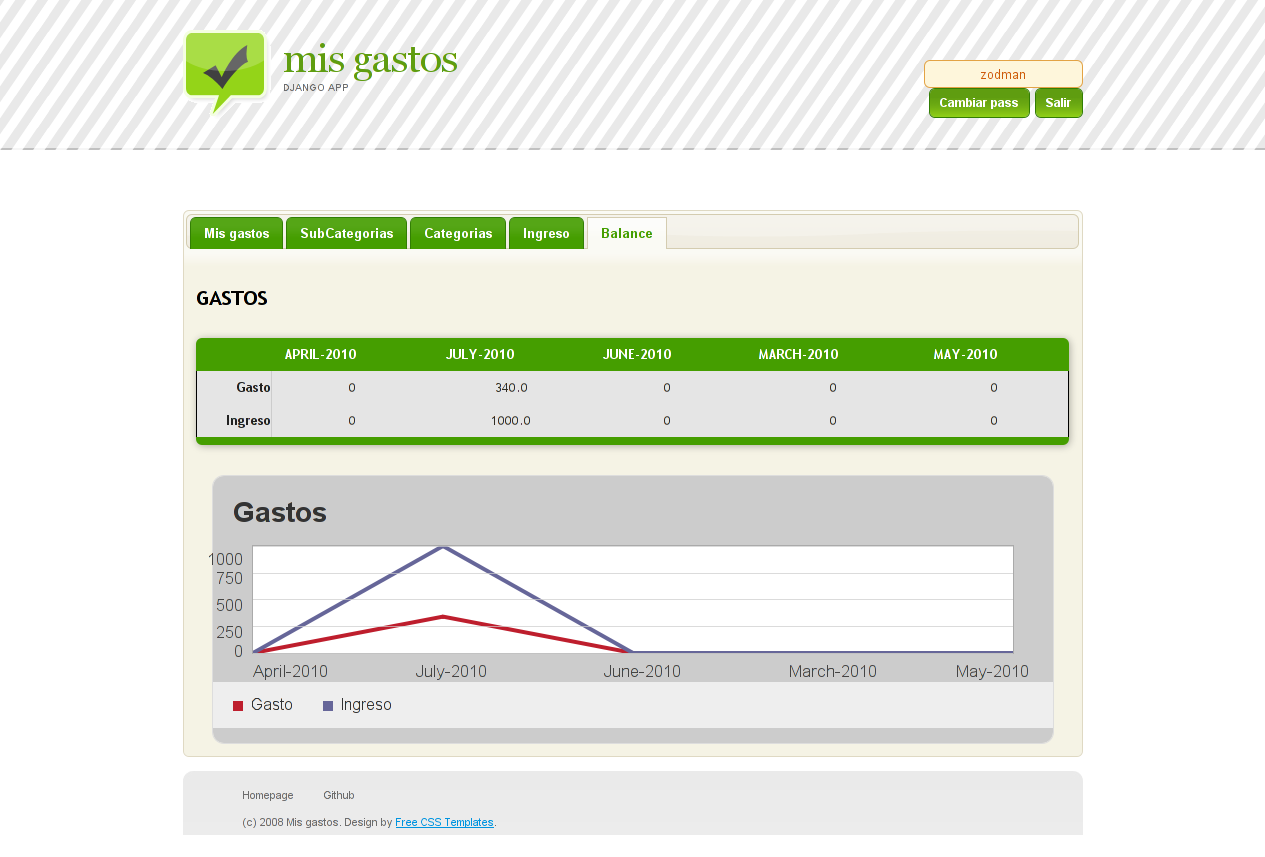 mis gastos
DJANGO APP
zodman
Cambiar pass Salir
Mis gastos SubCategorias Categorias Ingreso Balance
GASTOS
APRIL-2010 JULY-2010 JUNE-2010 MARCH-2010 MAY-2010
Gasto 0 340.0 0 0 0
Ingreso 0 1000.0 0 0 0
Gastos
1000
750
500
250
0
April-2010 July-2010 June-2010 March-2010 May-2010
Gasto Ingreso
Homepage Github
(c) 2008 Mis gastos. Design by Free CSS Templates.